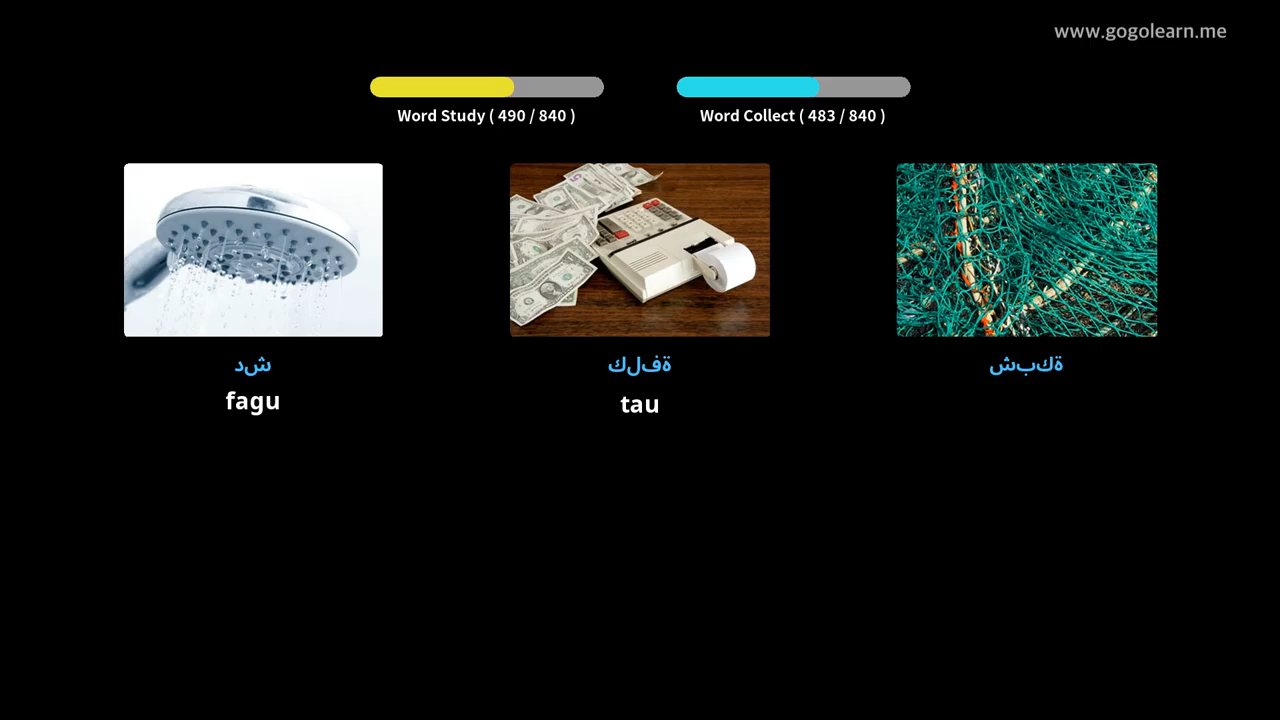 www.gogolearn.me
Word Study ( 490 / 840 )
Word Collect ( 483 / 840 )
شد
fagu
ةفلك
tau
ةكبش